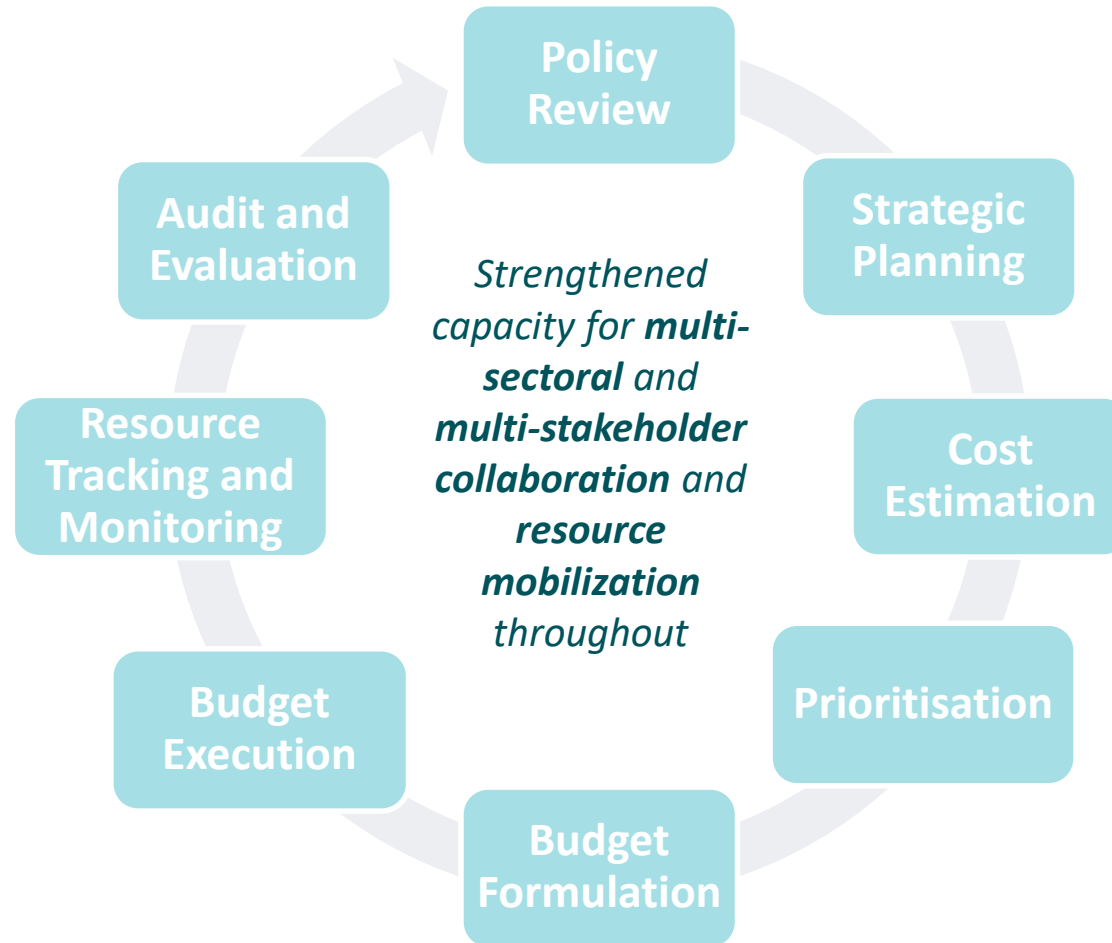 Policy
Review
Strategic
Planning
Cost
Estimation
Prioritisation
Budget
Formulation
Budget
Execution
Resource
Tracking and
Monitoring
Audit and
Evaluation
Strengthened
capacity for multi-
sectoral and
multi-stakeholder
collaboration and
resource
mobilization
throughout